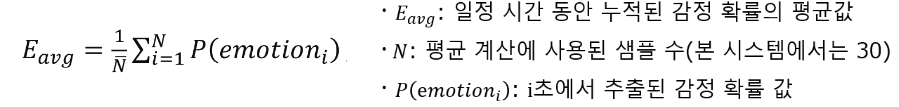 E_avg = 1/N ∑_{i=1}^{N} P(emotion_i)
· E_avg: 일정 시간 동안 누적된 감정 확률의 평균값
· N: 평균 계산에 사용된 샘플 수(본 시스템에서는 30)
· P(emotion_i): i초에서 추출된 감정 확률 값